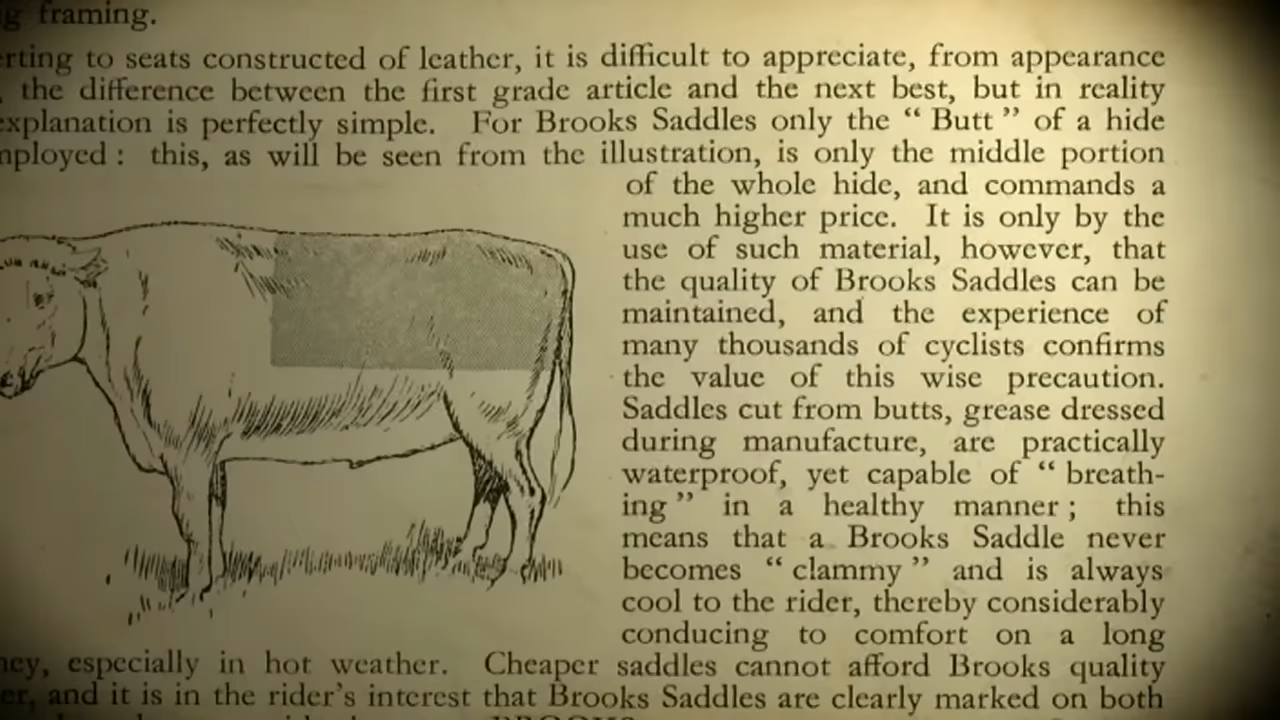 framing.
to seats constructed of leather, it is difficult to appreciate, from appearance
, the difference between the first grade article and the next best, but in reality
explanation is perfectly simple. For Brooks Saddles only the “ Butt ” of a hide
: this, as will be seen from the illustration, is only the middle portion
of the whole hide, and commands a
much higher price. It is only by the
use of such material, however, that
the quality of Brooks Saddles can be
maintained, and the experience of
many thousands of cyclists confirms
the value of this wise precaution.
Saddles cut from butts, grease dressed
during manufacture, are practically
waterproof, yet capable of “ breath-
ing ” in a healthy manner ; this
means that a Brooks Saddle never
becomes “ clammy ” and is always
cool to the rider, thereby considerably
conducing to comfort on a long
especially in hot weather. Cheaper saddles cannot afford Brooks quality
and it is in the rider’s interest that Brooks Saddles are clearly marked on both